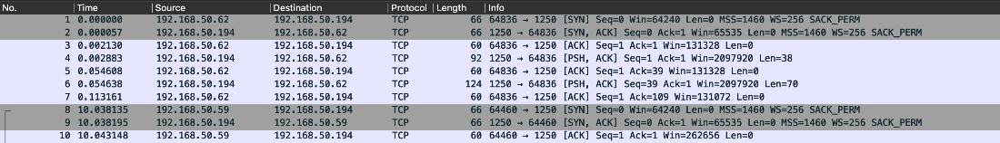 No. Time Source Destination Protocol Length Info
1 0.000000 192.168.50.62 192.168.50.194 TCP 66 64836 → 1250 [SYN] Seq=0 Win=64240 Len=0 MSS=1460 WS=256 SACK_PERM
2 0.000057 192.168.50.194 192.168.50.62 TCP 66 1250 → 64836 [SYN, ACK] Seq=0 Ack=1 Win=65535 Len=0 MSS=1460 WS=256 SACK_PERM
3 0.002130 192.168.50.62 192.168.50.194 TCP 60 64836 → 1250 [ACK] Seq=1 Ack=1 Win=131328 Len=0
4 0.002883 192.168.50.194 192.168.50.62 TCP 92 1250 → 64836 [PSH, ACK] Seq=1 Ack=1 Win=2097920 Len=38
5 0.054608 192.168.50.62 192.168.50.194 TCP 60 64836 → 1250 [ACK] Seq=1 Ack=39 Win=131328 Len=0
6 0.054638 192.168.50.194 192.168.50.62 TCP 124 1250 → 64836 [PSH, ACK] Seq=39 Ack=1 Win=2097920 Len=70
7 0.113161 192.168.50.62 192.168.50.194 TCP 60 64836 → 1250 [ACK] Seq=1 Ack=109 Win=131072 Len=0
8 10.038135 192.168.50.59 192.168.50.194 TCP 66 64460 → 1250 [SYN] Seq=0 Win=64240 Len=0 MSS=1460 WS=256 SACK_PERM
9 10.038195 192.168.50.194 192.168.50.59 TCP 66 1250 → 64460 [SYN, ACK] Seq=0 Ack=1 Win=65535 Len=0 MSS=1460 WS=256 SACK_PERM
10 10.043148 192.168.50.59 192.168.50.194 TCP 60 64460 → 1250 [ACK] Seq=1 Ack=1 Win=262656 Len=0